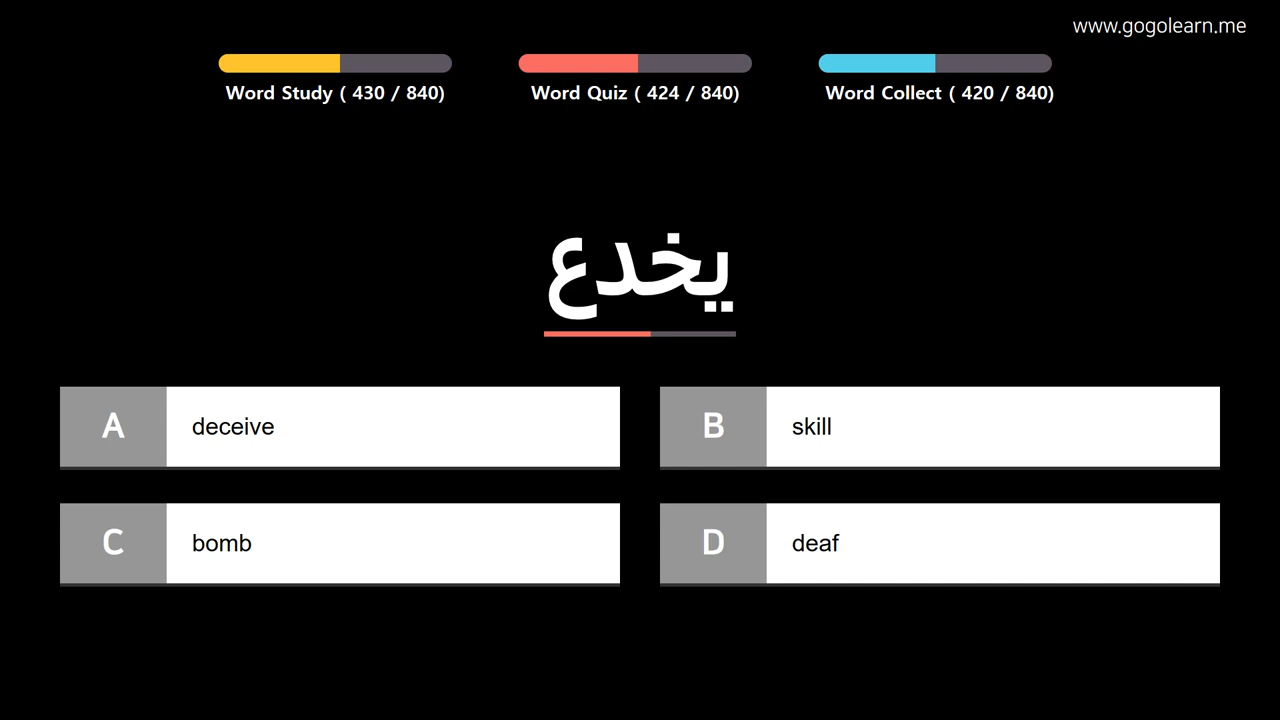 www.gogolearn.me
Word Study ( 430 / 840)
Word Quiz ( 424 / 840)
Word Collect ( 420 / 840)
يخدع
A deceive
B skill
C bomb
D deaf